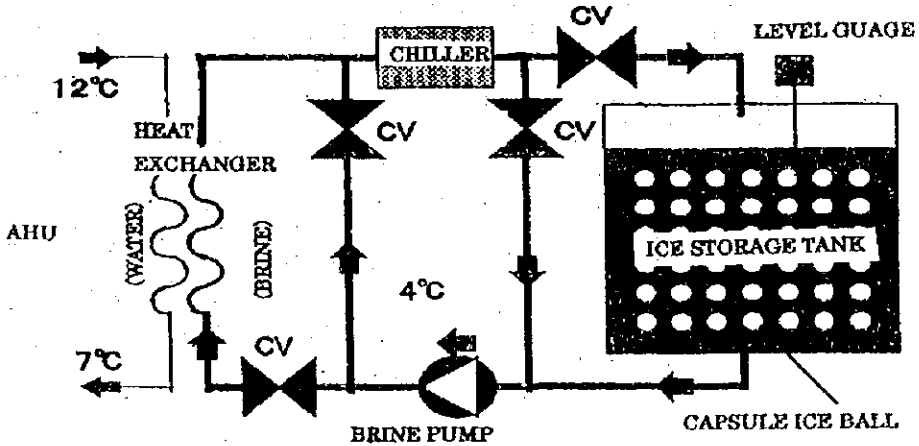 CV
LEVEL GUAGE
CHILLER
12°C
CV
CV
HEAT
EXCHANGER
AHU
(WATER)
(BRINE)
ICE STORAGE TANK
4°C
7°C
CV
BRINE PUMP
CAPSULE ICE BALL